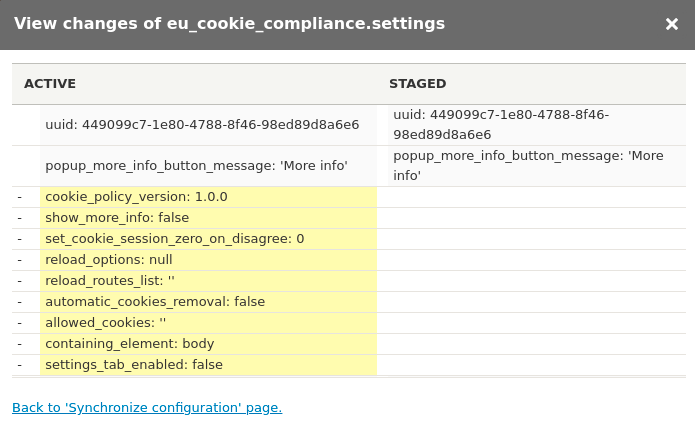 View changes of eu_cookie_compliance.settings ×
ACTIVE STAGED
uuid: 449099c7-1e80-4788-8f46-98ed89d8a6e6 uuid: 449099c7-1e80-4788-8f46-
98ed89d8a6e6
popup_more_info_button_message: 'More info' popup_more_info_button_message: 'More
info'
- cookie_policy_version: 1.0.0
- show_more_info: false
- set_cookie_session_zero_on_disagree: 0
- reload_options: null
- reload_routes_list: ''
- automatic_cookies_removal: false
- allowed_cookies: ''
- containing_element: body
- settings_tab_enabled: false
Back to 'Synchronize configuration' page.